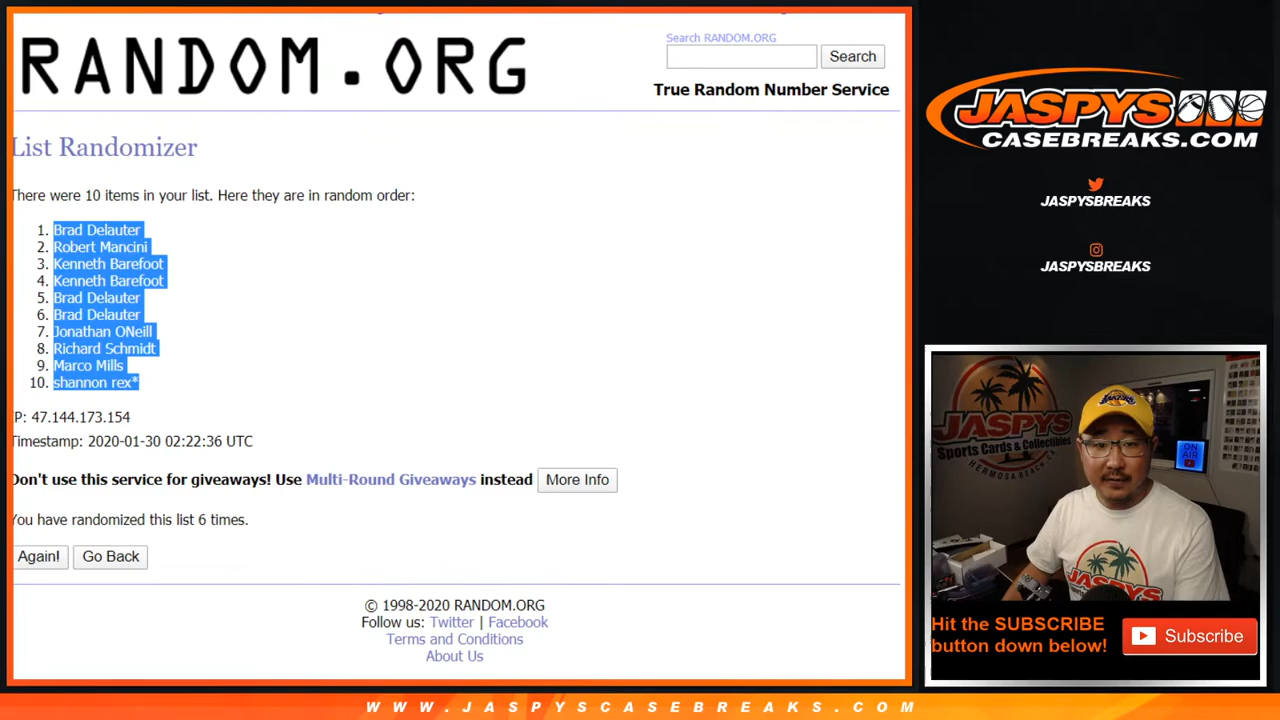 RANDOM.ORG
Search RANDOM.ORG
Search
True Random Number Service
List Randomizer
There were 10 items in your list. Here they are in random order:
1. Brad Delauter
2. Robert Mancini
3. Kenneth Barefoot
4. Kenneth Barefoot
5. Brad Delauter
6. Brad Delauter
7. Jonathan ONeill
8. Richard Schmidt
9. Marco Mills
10. shannon rex*
IP: 47.144.173.154
Timestamp: 2020-01-30 02:22:36 UTC
Don't use this service for giveaways! Use Multi-Round Giveaways instead
More Info
You have randomized this list 6 times.
Again!
Go Back
© 1998-2020 RANDOM.ORG
Follow us: Twitter | Facebook
Terms and Conditions
About Us
JASPYS
CASEBREAKS.COM
JASPYSBREAKS
JASPYSBREAKS
JASPYS
Sports Cards & Collectibles
HERMOSA BEACH, CA
ON AIR
JASPYS
Hit the SUBSCRIBE
button down below!
Subscribe
WWW.JASPYSCASEBREAKS.COM